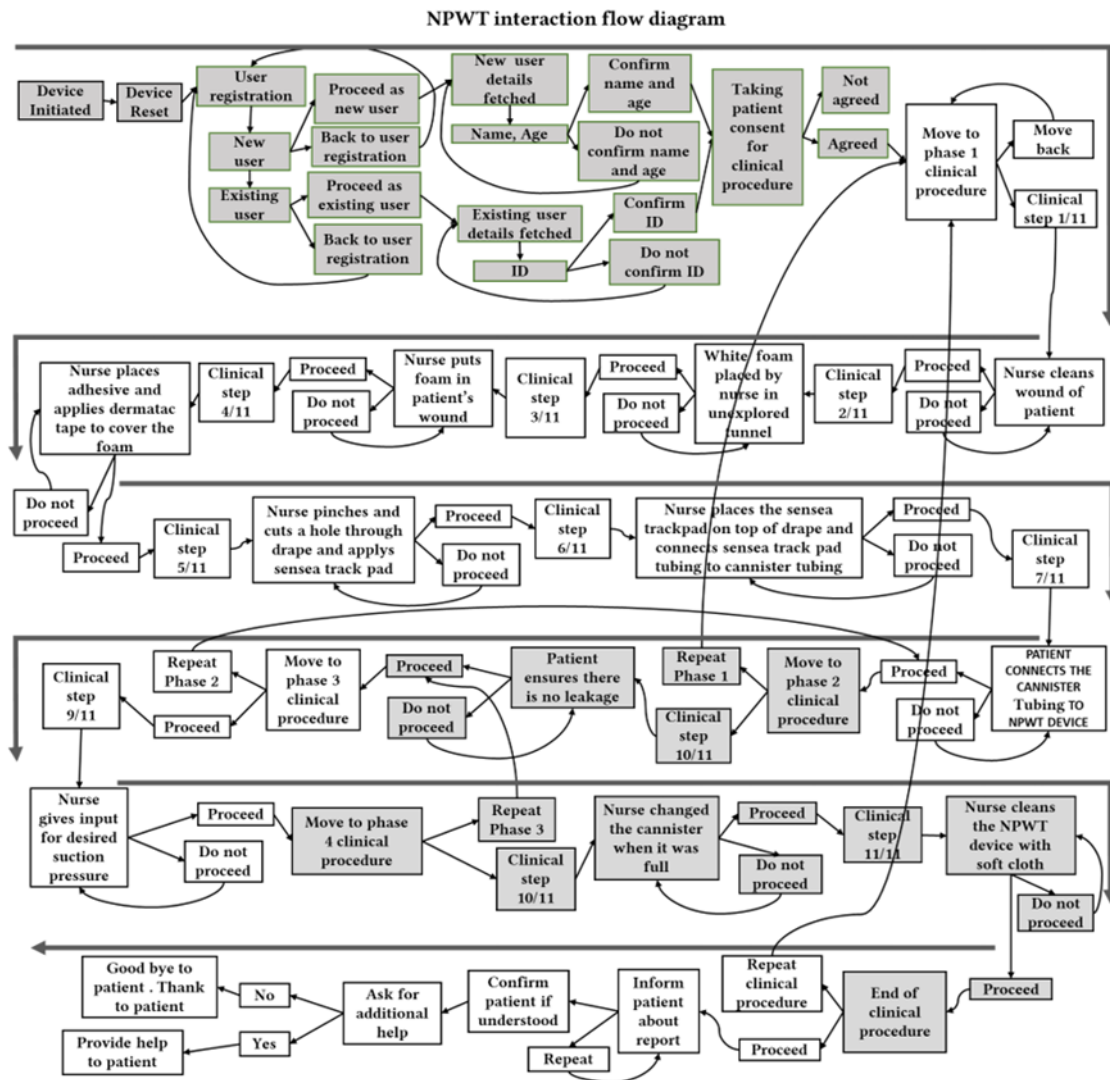 NPWT interaction flow diagram
Device
Initiated
Device
Reset
User
registration
New
user
Existing
user
Proceed as
new user
Back to user
registration
Proceed as
existing user
Back to user
registration
New user
details
fetched
Name, Age
Existing user
details fetched
ID
Confirm
name and
age
Do not
confirm name
and age
Confirm
ID
Do not
confirm ID
Taking
patient
consent
for
clinical
procedure
Not
agreed
Agreed
Move to
phase 1
clinical
procedure
Move
back
Clinical
step 1/11
Nurse cleans
wound of
patient
Proceed
Do not
proceed
Clinical
step
2/11
White foam
placed by
nurse in
unexplored
tunnel
Proceed
Do not
proceed
Clinical
step
3/11
Nurse puts
foam in
patient's
wound
Proceed
Do not
proceed
Clinical
step
4/11
Nurse places
adhesive and
applies dermatac
tape to cover the
foam
Do not
proceed
Proceed
Clinical
step
5/11
Nurse pinches and
cuts a hole through
drape and applys
sensea track pad
Proceed
Do not
proceed
Clinical
step
6/11
Nurse places the sensea
trackpad on top of drape and
connects sensea track pad
tubing to cannister tubing
Proceed
Do not
proceed
Clinical
step
7/11
PATIENT
CONNECTS THE
CANNISTER
Tubing TO
NPWT DEVICE
Proceed
Do not
proceed
Move to
phase 2
clinical
procedure
Repeat
Phase 1
Clinical
step
10/11
Patient
ensures there
is no leakage
Proceed
Do not
proceed
Move to
phase 3
clinical
procedure
Repeat
Phase 2
Proceed
Clinical
step
9/11
Nurse
gives input
for desired
suction
pressure
Proceed
Do not
proceed
Move to phase
4 clinical
procedure
Repeat
Phase 3
Clinical
step
10/11
Nurse changed
the cannister
when it was
full
Proceed
Do not
proceed
Clinical
step
11/11
Nurse cleans
the NPWT
device with
soft cloth
Do not
proceed
Proceed
End of
clinical
procedure
Repeat
clinical
procedure
Proceed
Inform
patient
about
report
Confirm
patient if
understood
Repeat
Ask for
additional
help
No
Yes
Good bye to
patient . Thank
to patient
Provide help
to patient